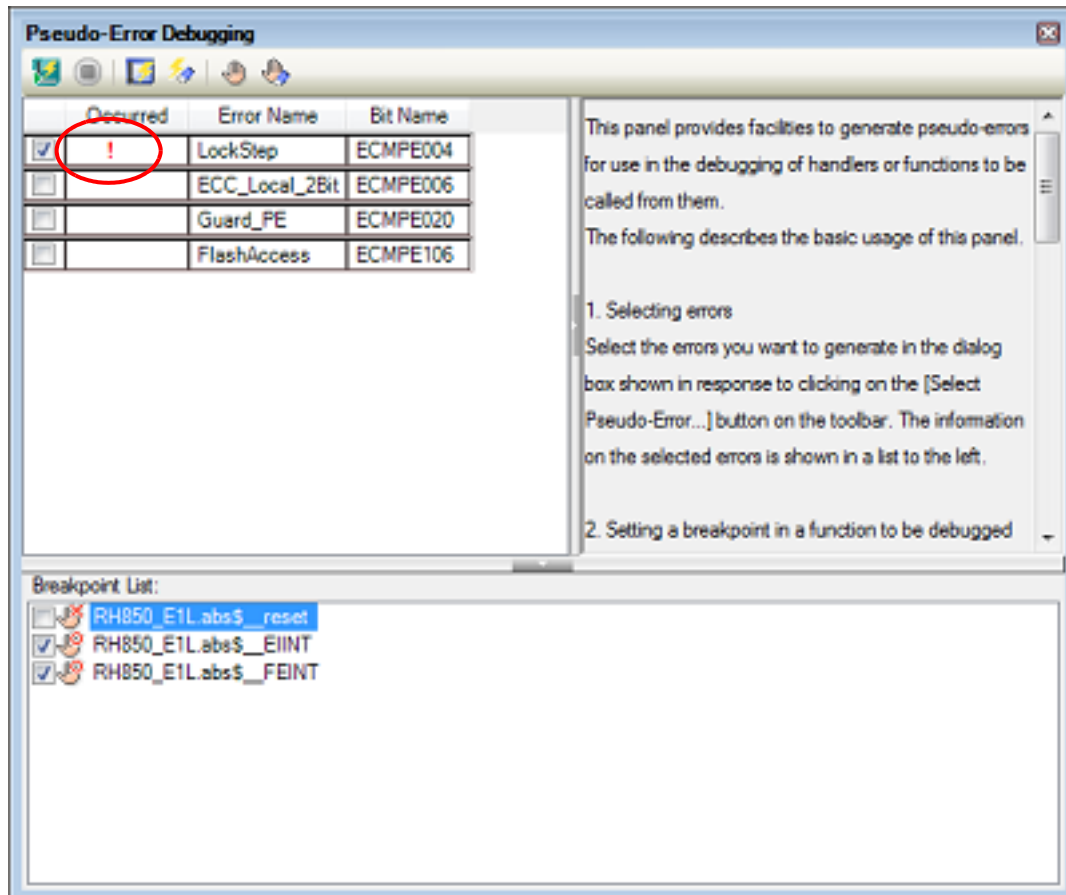 Pseudo-Error Debugging
Occurred Error Name Bit Name
! LockStep ECMPE004
ECC_Local_2Bit ECMPE006
Guard_PE ECMPE020
FlashAccess ECMPE106
This panel provides facilities to generate pseudo-errors
for use in the debugging of handlers or functions to be
called from them.
The following describes the basic usage of this panel.
1. Selecting errors
Select the errors you want to generate in the dialog
box shown in response to clicking on the [Select
Pseudo-Error...] button on the toolbar. The information
on the selected errors is shown in a list to the left.
2. Setting a breakpoint in a function to be debugged
Breakpoint List:
RH850_E1L.abs$__reset
RH850_E1L.abs$__EIINT
RH850_E1L.abs$__FEINT